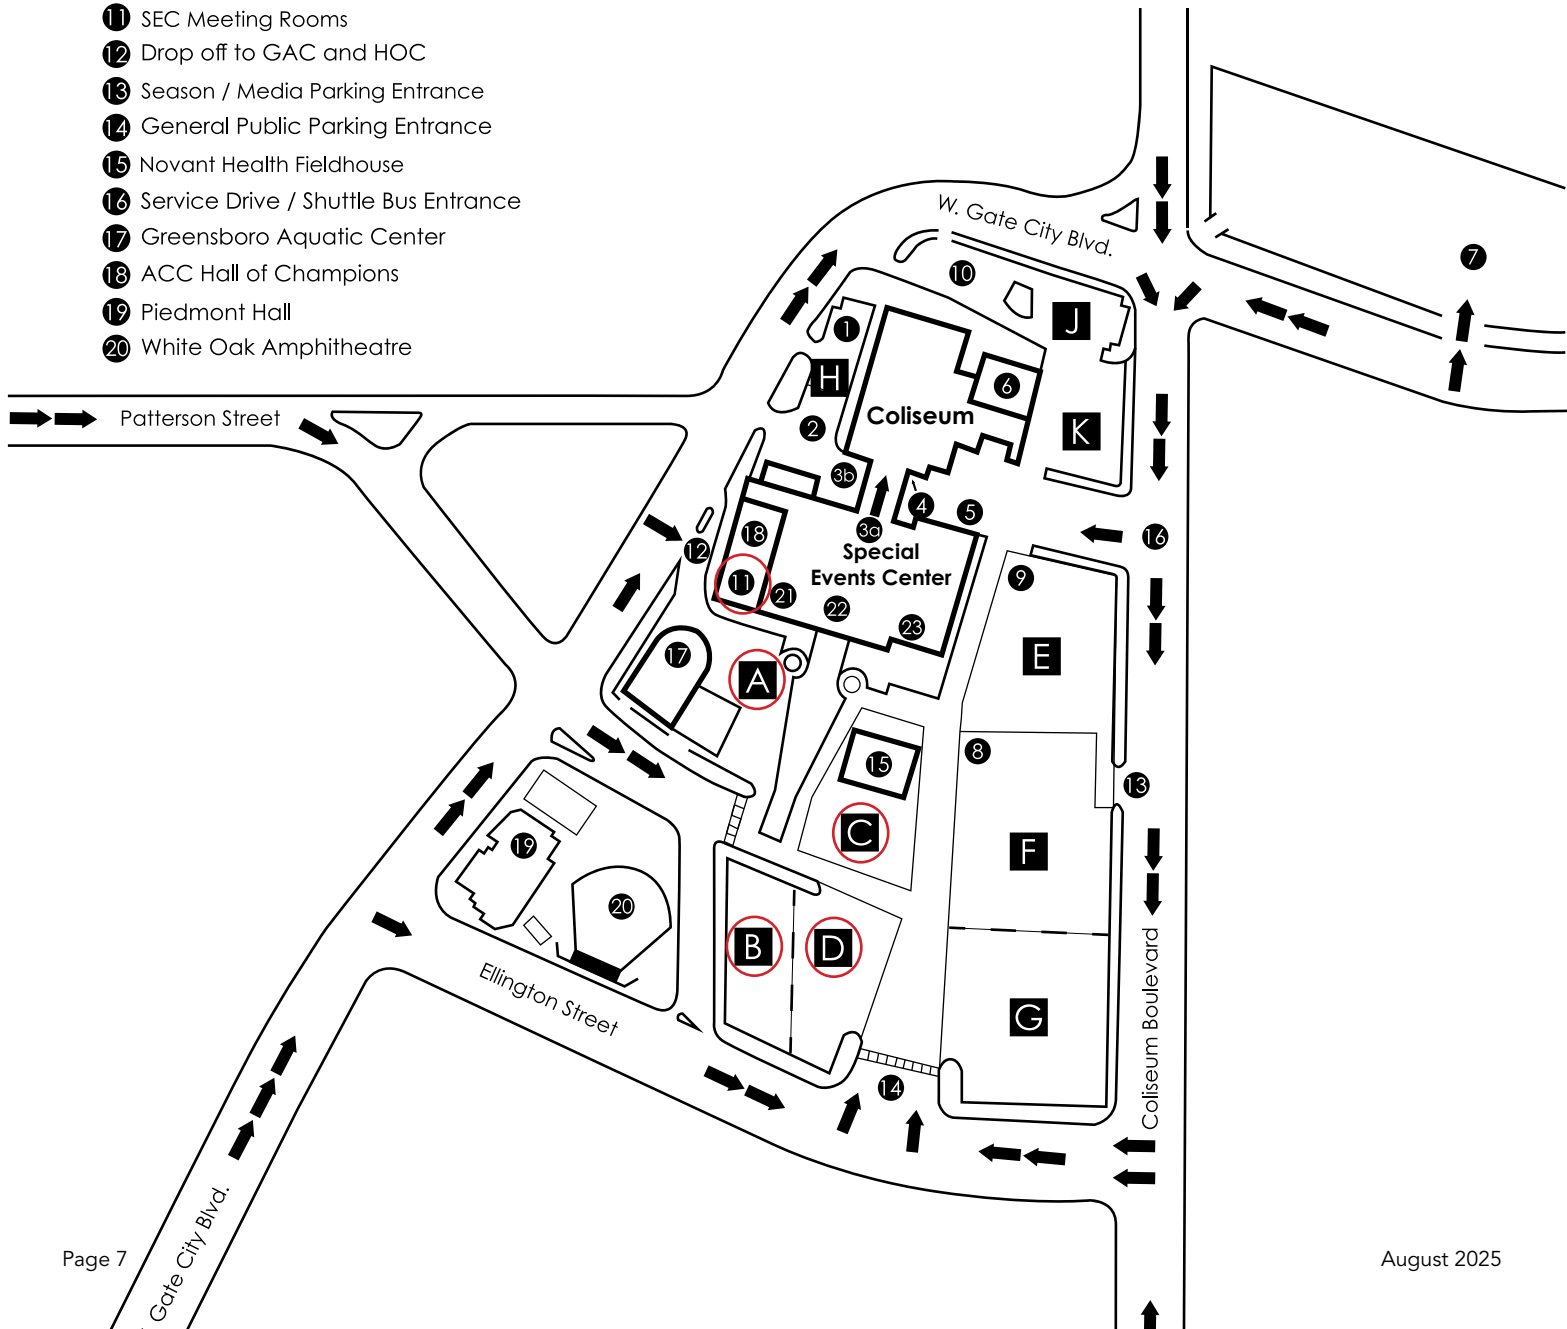 11 SEC Meeting Rooms
12 Drop off to GAC and HOC
13 Season / Media Parking Entrance
14 General Public Parking Entrance
15 Novant Health Fieldhouse
16 Service Drive / Shuttle Bus Entrance
17 Greensboro Aquatic Center
18 ACC Hall of Champions
19 Piedmont Hall
20 White Oak Amphitheatre
W. Gate City Blvd.
7
10
J
1
H
6
Patterson Street
Coliseum
2
K
3b
4
5
3a
18
12
16
Special
Events Center
11
21
22
9
23
17
A
E
8
15
13
C
19
F
20
B
D
Ellington Street
G
Coliseum Boulevard
14
Gate City Blvd.
Page 7
August 2025